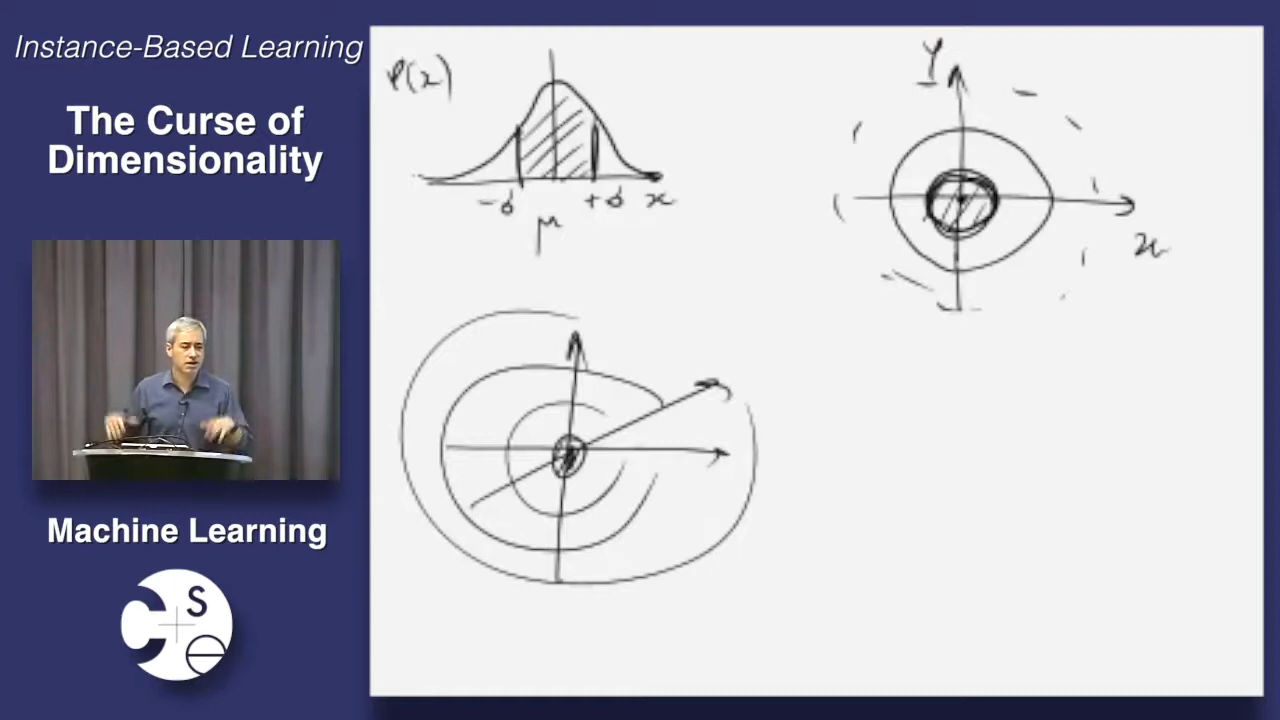 Instance-Based Learning
The Curse of
Dimensionality
Machine Learning
C s e
P(x)
-σ +σ x
μ
Y
x